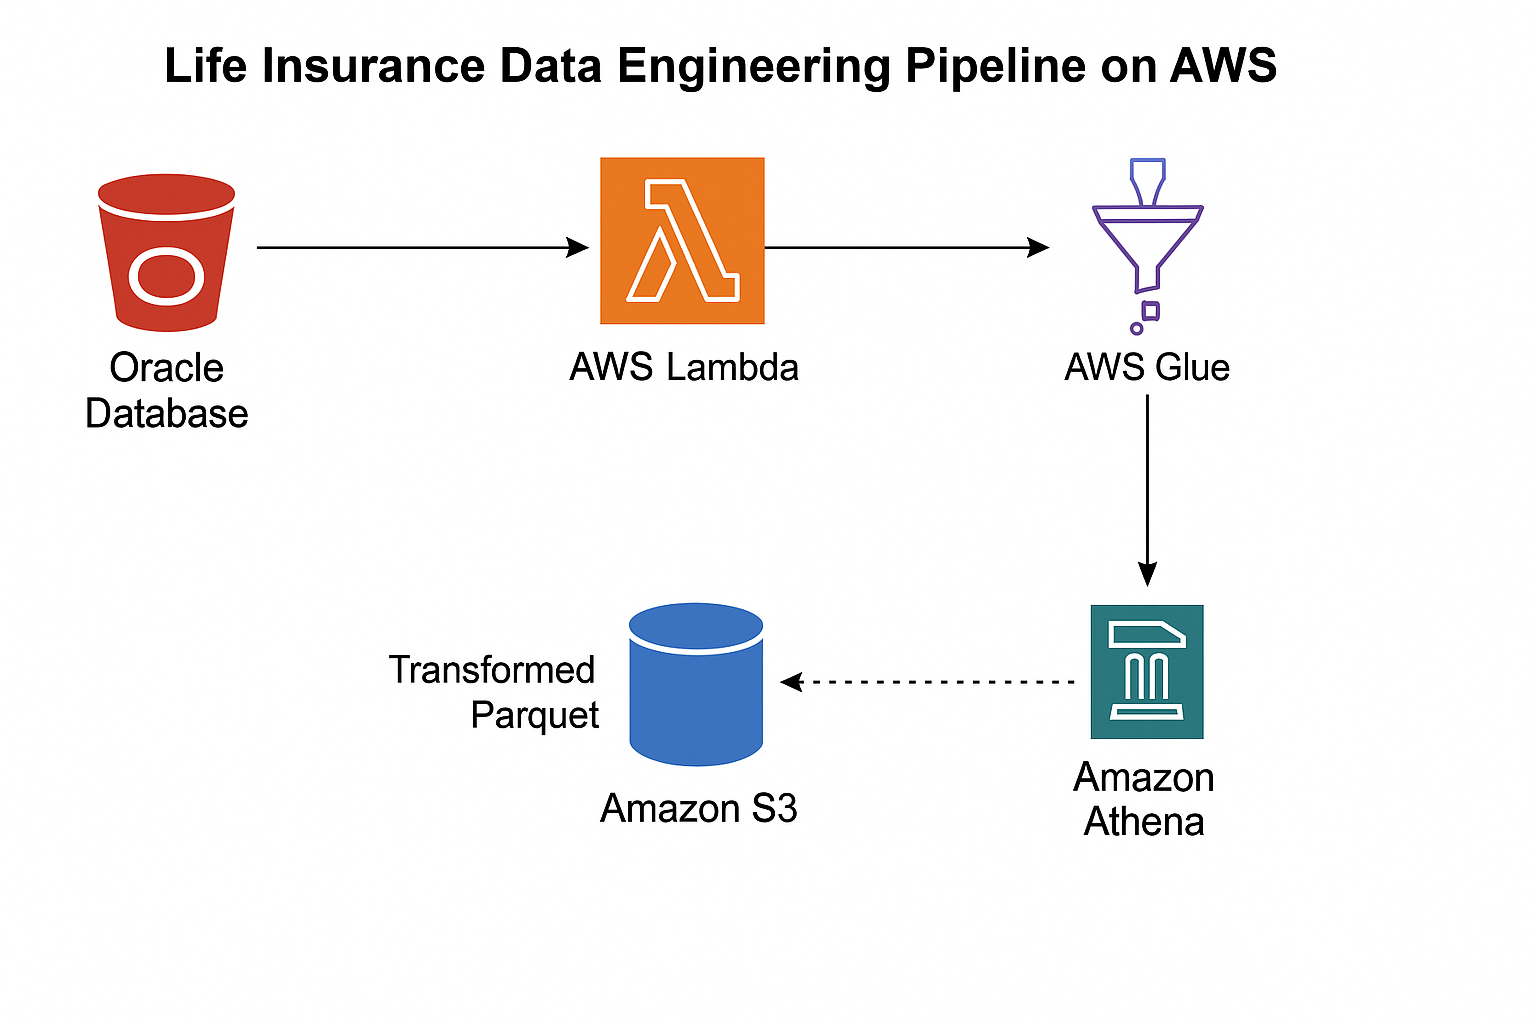 Life Insurance Data Engineering Pipeline on AWS
Oracle
Database
AWS Lambda
AWS Glue
Transformed
Parquet
Amazon S3
Amazon
Athena